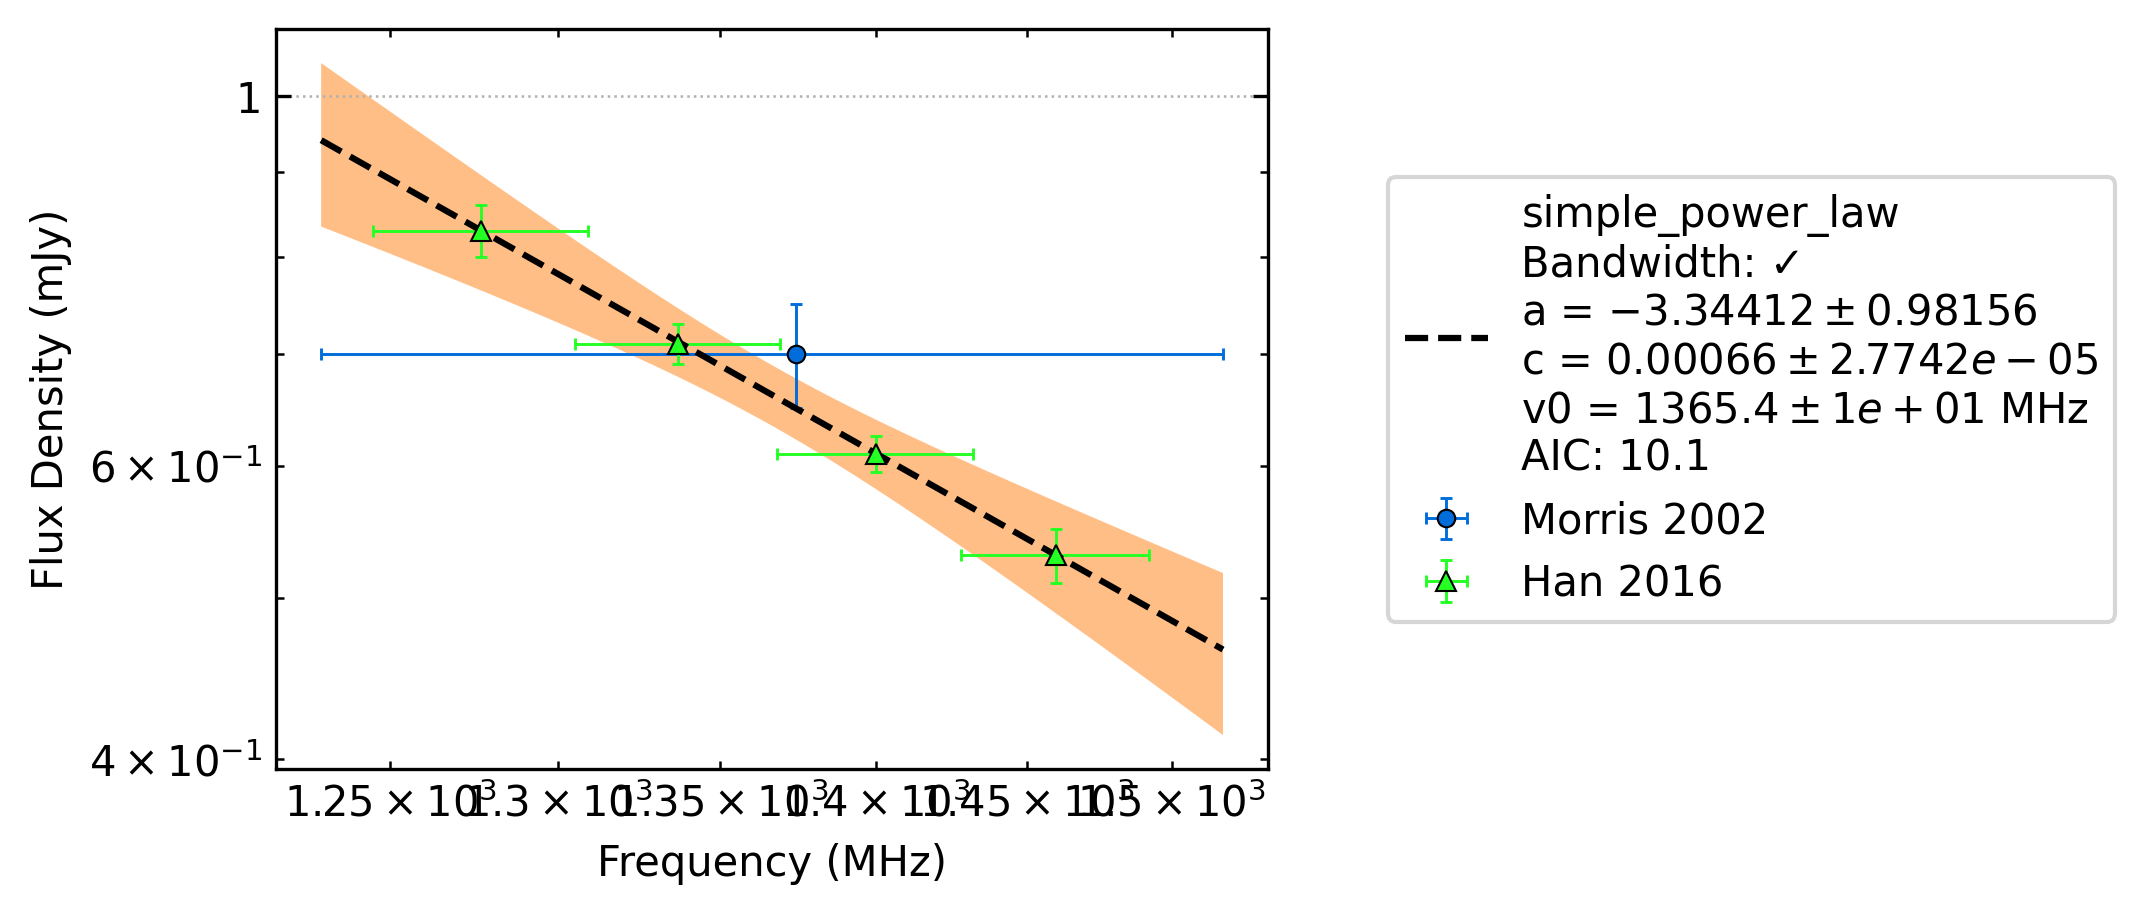 1
6 × 10⁻¹
4 × 10⁻¹
Flux Density (mJy)
1.25 × 10³ 1.3 × 10³ 1.35 × 10³ 1.4 × 10³ 1.45 × 10³ 1.5 × 10³
Frequency (MHz)
simple_power_law
Bandwidth: ✓
a = −3.34412 ± 0.98156
c = 0.00066 ± 2.7742e − 05
v0 = 1365.4 ± 1e + 01 MHz
AIC: 10.1
Morris 2002
Han 2016